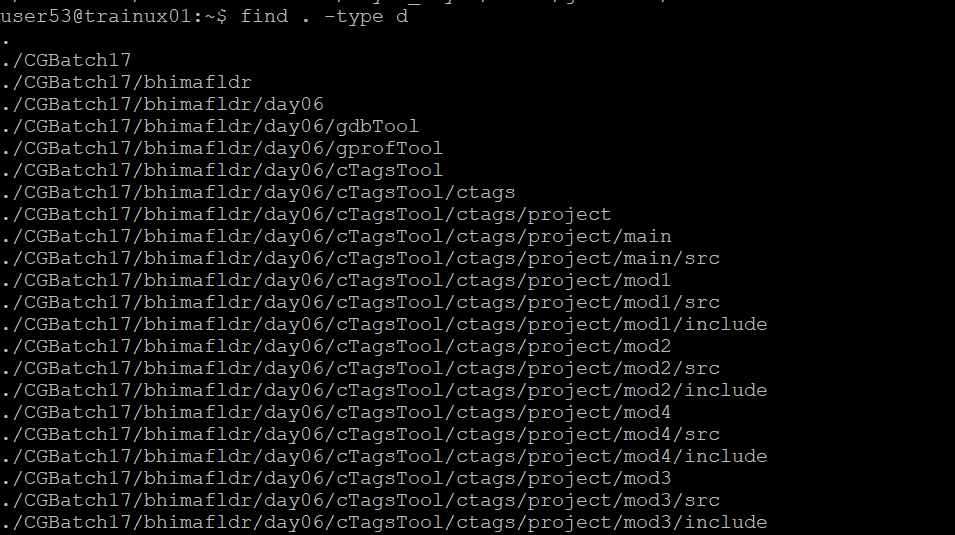 user53@trainux01:~$ find . -type d
.
./CGBatch17
./CGBatch17/bhimafldr
./CGBatch17/bhimafldr/day06
./CGBatch17/bhimafldr/day06/gdbTool
./CGBatch17/bhimafldr/day06/gprofTool
./CGBatch17/bhimafldr/day06/cTagsTool
./CGBatch17/bhimafldr/day06/cTagsTool/ctags
./CGBatch17/bhimafldr/day06/cTagsTool/ctags/project
./CGBatch17/bhimafldr/day06/cTagsTool/ctags/project/main
./CGBatch17/bhimafldr/day06/cTagsTool/ctags/project/main/src
./CGBatch17/bhimafldr/day06/cTagsTool/ctags/project/mod1
./CGBatch17/bhimafldr/day06/cTagsTool/ctags/project/mod1/src
./CGBatch17/bhimafldr/day06/cTagsTool/ctags/project/mod1/include
./CGBatch17/bhimafldr/day06/cTagsTool/ctags/project/mod2
./CGBatch17/bhimafldr/day06/cTagsTool/ctags/project/mod2/src
./CGBatch17/bhimafldr/day06/cTagsTool/ctags/project/mod2/include
./CGBatch17/bhimafldr/day06/cTagsTool/ctags/project/mod4
./CGBatch17/bhimafldr/day06/cTagsTool/ctags/project/mod4/src
./CGBatch17/bhimafldr/day06/cTagsTool/ctags/project/mod4/include
./CGBatch17/bhimafldr/day06/cTagsTool/ctags/project/mod3
./CGBatch17/bhimafldr/day06/cTagsTool/ctags/project/mod3/src
./CGBatch17/bhimafldr/day06/cTagsTool/ctags/project/mod3/include